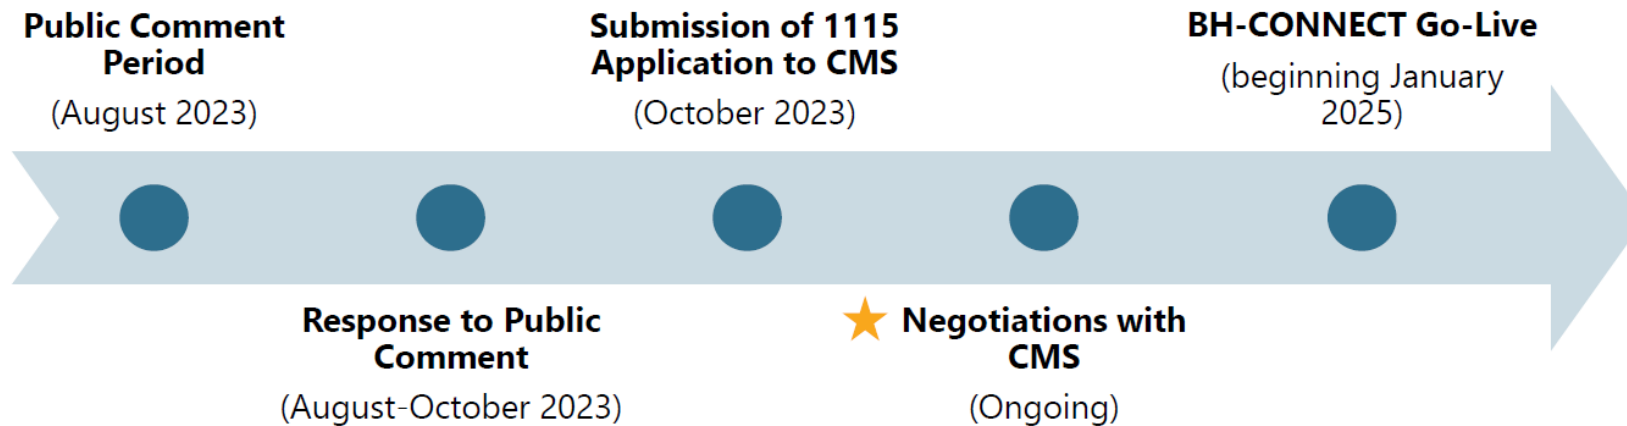 Public Comment
Period
(August 2023)
Response to Public
Comment
(August-October 2023)
Submission of 1115
Application to CMS
(October 2023)
Negotiations with
CMS
(Ongoing)
BH-CONNECT Go-Live
(beginning January
2025)